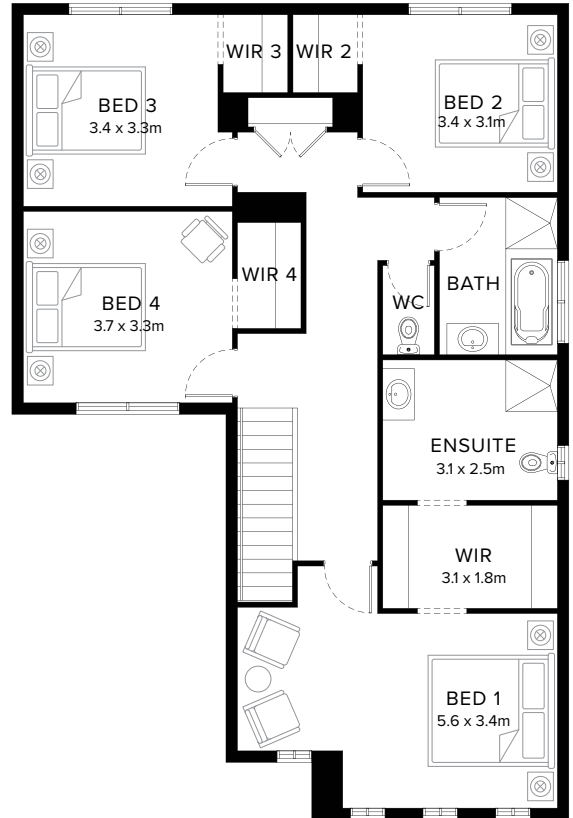 WIR 3
WIR 2
BED 3
3.4 x 3.3m
BED 2
3.4 x 3.1m
WIR 4
BED 4
3.7 x 3.3m
WC
BATH
ENSUITE
3.1 x 2.5m
WIR
3.1 x 1.8m
BED 1
5.6 x 3.4m